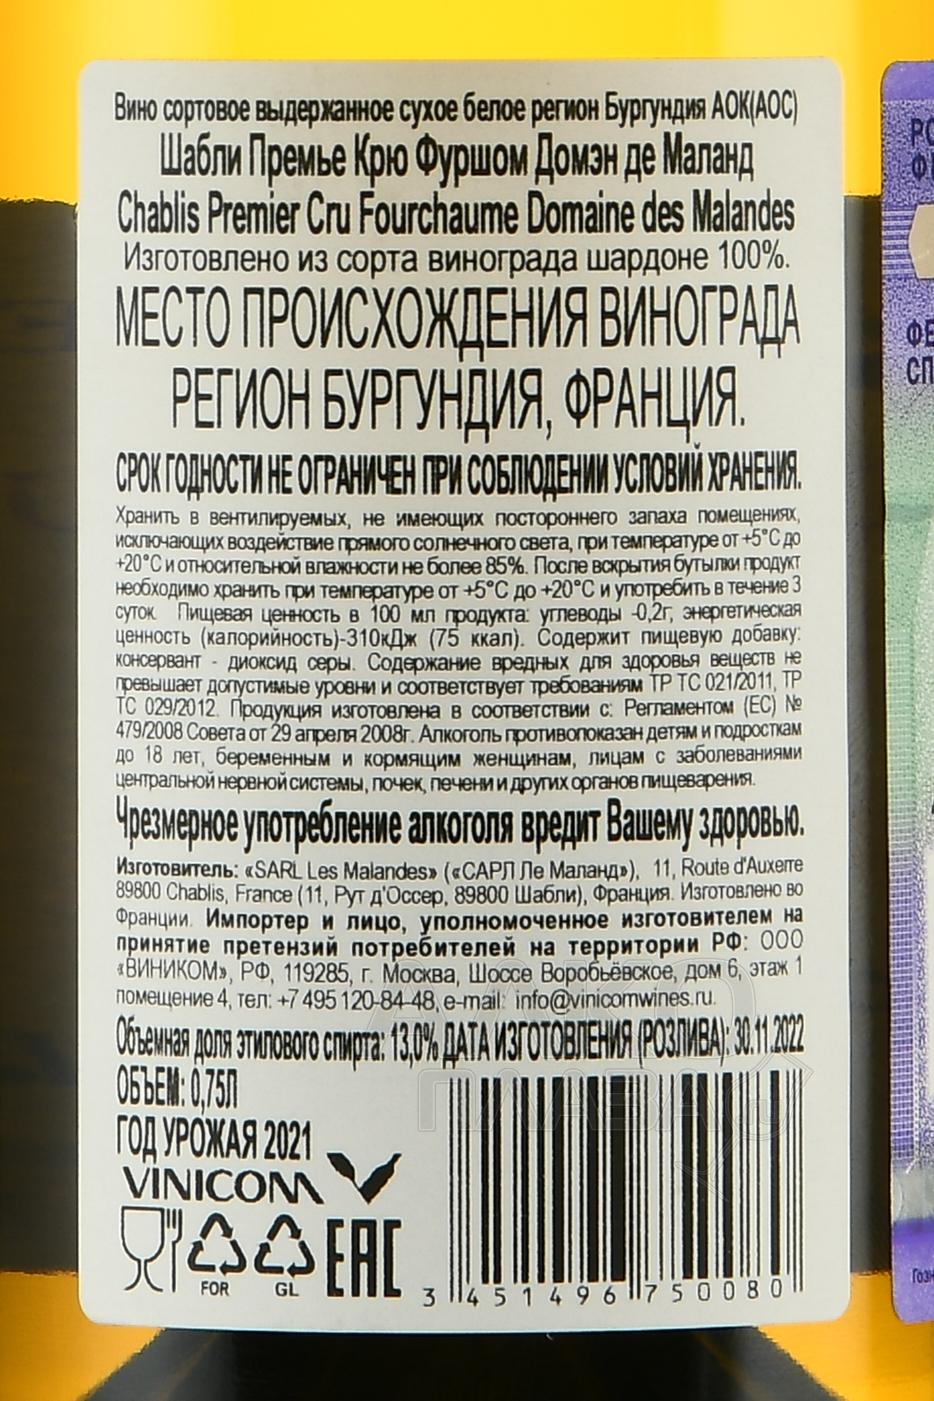 Вино сортовое выдержанное сухое белое регион Бургундия АОК(АОС)
Шабли Премье Крю Фуршом Домэн де Маланд
Chablis Premier Cru Fourchaume Domaine des Malandes
Изготовлено из сорта винограда шардоне 100%.
МЕСТО ПРОИСХОЖДЕНИЯ ВИНОГРАДА
РЕГИОН БУРГУНДИЯ, ФРАНЦИЯ.
СРОК ГОДНОСТИ НЕ ОГРАНИЧЕН ПРИ СОБЛЮДЕНИИ УСЛОВИЙ ХРАНЕНИЯ.
Хранить в вентилируемых, не имеющих постороннего запаха помещениях,
исключающих воздействие прямого солнечного света, при температуре от +5°С до
+20°С и относительной влажности не более 85%. После вскрытия бутылки продукт
необходимо хранить при температуре от +5°С до +20°С и употребить в течение 3
суток. Пищевая ценность в 100 мл продукта: углеводы -0,2г, энергетическая
ценность (калорийность)-310кДж (75 ккал). Содержит пищевую добавку:
консервант - диоксид серы. Содержание вредных для здоровья веществ не
превышает допустимые уровни и соответствует требованиям ТР ТС 021/2011, ТР
ТС 029/2012. Продукция изготовлена в соответствии с: Регламентом (ЕС) №
479/2008 Совета от 29 апреля 2008г. Алкоголь противопоказан детям и подросткам
до 18 лет, беременным и кормящим женщинам, лицам с заболеваниями
центральной нервной системы, почек, печени и других органов пищеварения.
Чрезмерное употребление алкоголя вредит Вашему здоровью.
Изготовитель: «SARL Les Malandes» («САРЛ Ле Маланд»), 11, Route d'Auxerre
89800 Chablis, France (11, Рут д'Оссер, 89800 Шабли), Франция. Изготовлено во
Франции. Импортер и лицо, уполномоченное изготовителем на
принятие претензий потребителей на территории РФ: ООО
«ВИНИКОМ», РФ, 119285, г. Москва, Шоссе Воробьёвское, дом 6, этаж 1
помещение 4, тел: +7 495 120-84-48, e-mail: info@vinicomwines.ru.
Объемная доля этилового спирта: 13,0% ДАТА ИЗГОТОВЛЕНИЯ (РОЗЛИВА): 30.11.2022
ОБЪЕМ: 0,75Л
ГОД УРОЖАЯ 2021
VINICOM
FOR GL EAC
3 451496 750080